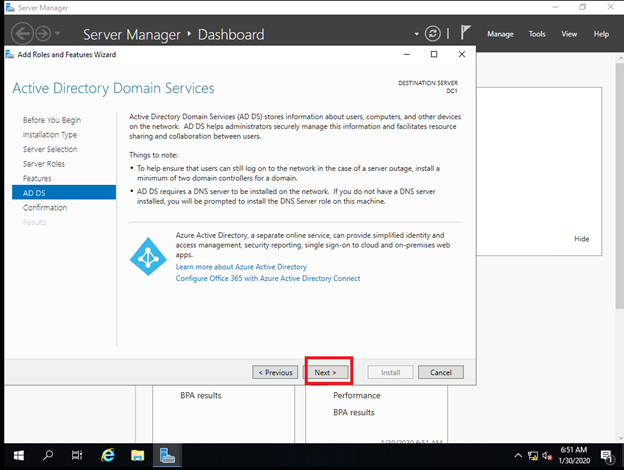 Server Manager
Server Manager ‣ Dashboard
Manage Tools View Help
Add Roles and Features Wizard
Active Directory Domain Services
DESTINATION SERVER
DC1
Before You Begin
Installation Type
Server Selection
Server Roles
Features
AD DS
Confirmation
Results
Active Directory Domain Services (AD DS) stores information about users, computers, and other devices
on the network. AD DS helps administrators securely manage this information and facilitates resource
sharing and collaboration between users.
Things to note:
• To help ensure that users can still log on to the network in the case of a server outage, install a
minimum of two domain controllers for a domain.
• AD DS requires a DNS server to be installed on the network. If you do not have a DNS server
installed, you will be prompted to install the DNS Server role on this machine.
Azure Active Directory, a separate online service, can provide simplified identity and
access management, security reporting, single sign-on to cloud and on-premises web
apps.
Learn more about Azure Active Directory
Configure Office 365 with Azure Active Directory Connect
Hide
< Previous Next > Install Cancel
BPA results
Performance
BPA results
1/30/2020 6:51 AM
6:51 AM
1/30/2020
1